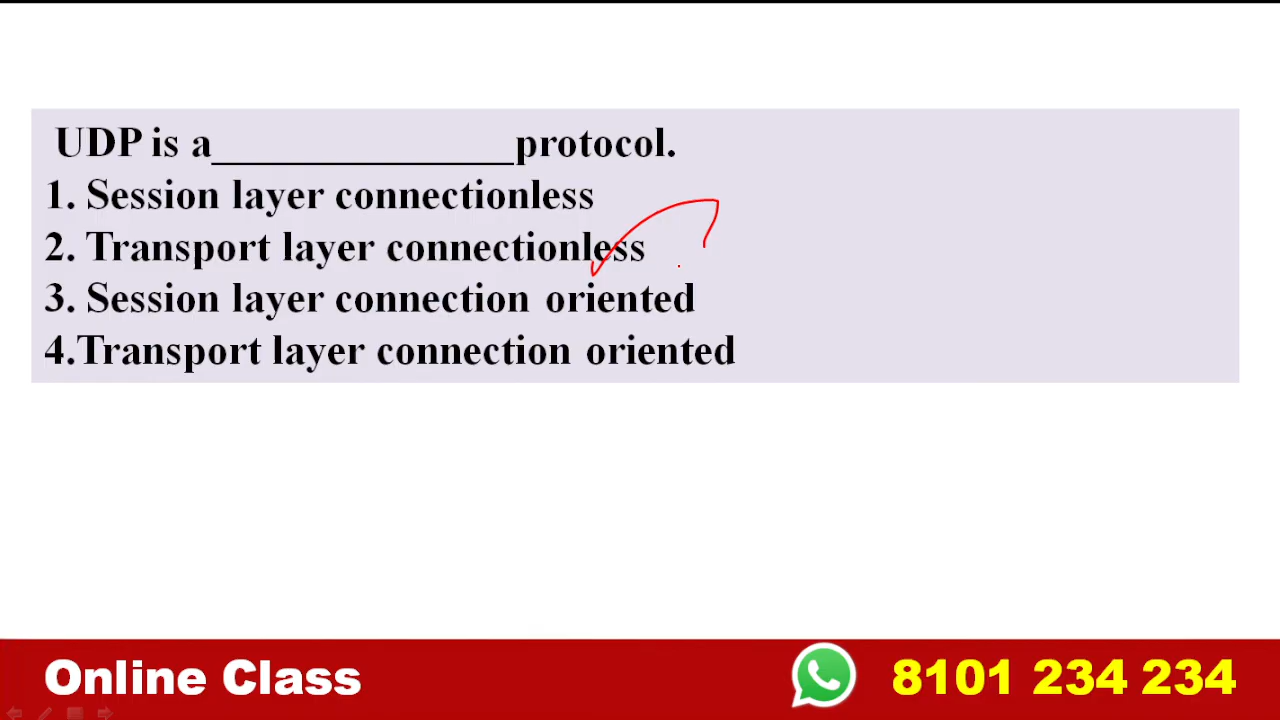 UDP is a______________protocol.
1. Session layer connectionless
2. Transport layer connectionless
3. Session layer connection oriented
4.Transport layer connection oriented
Online Class
8101 234 234